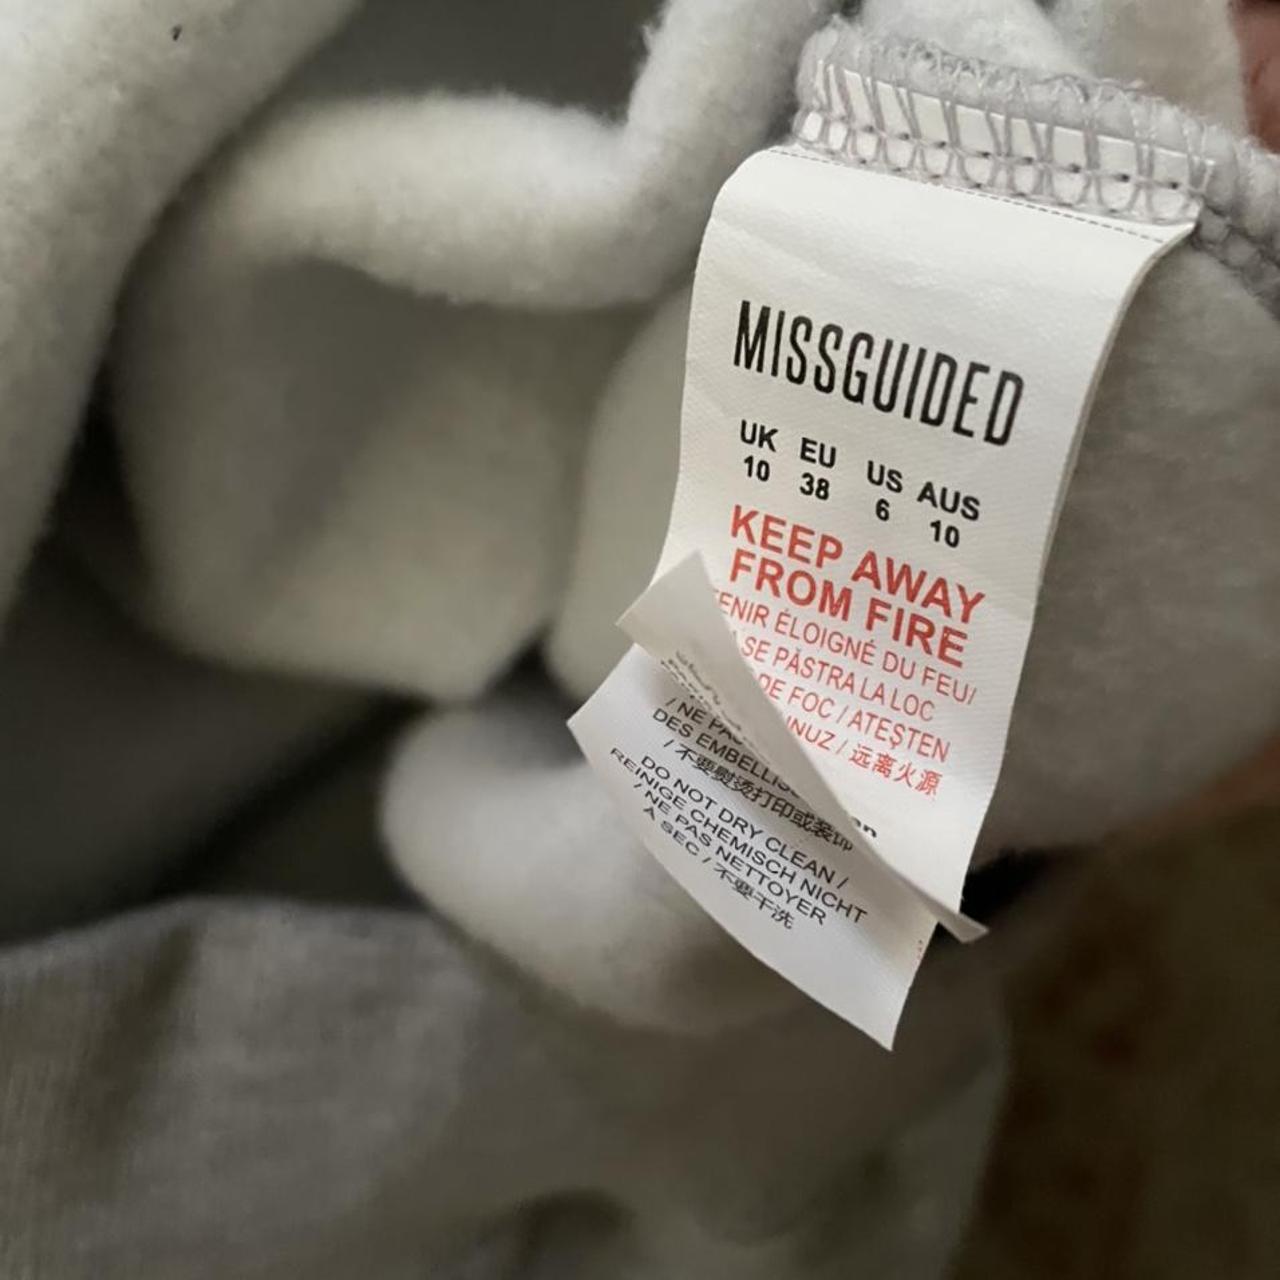 MISSGUIDED
UK EU US AUS
10 38 6 10
KEEP AWAY
FROM FIRE
ÉLOIGNÉ DU FEU/
SE PĂSTRA LA LOC
DE FOC / ATEŞTEN
/ 远离火源
/ NE
DES
/ 不要熨烫打印或装饰
DO NOT DRY CLEAN /
REINIGE CHEMISCH NICHT
/ NE PAS NETTOYER
À SEC / 不要干洗